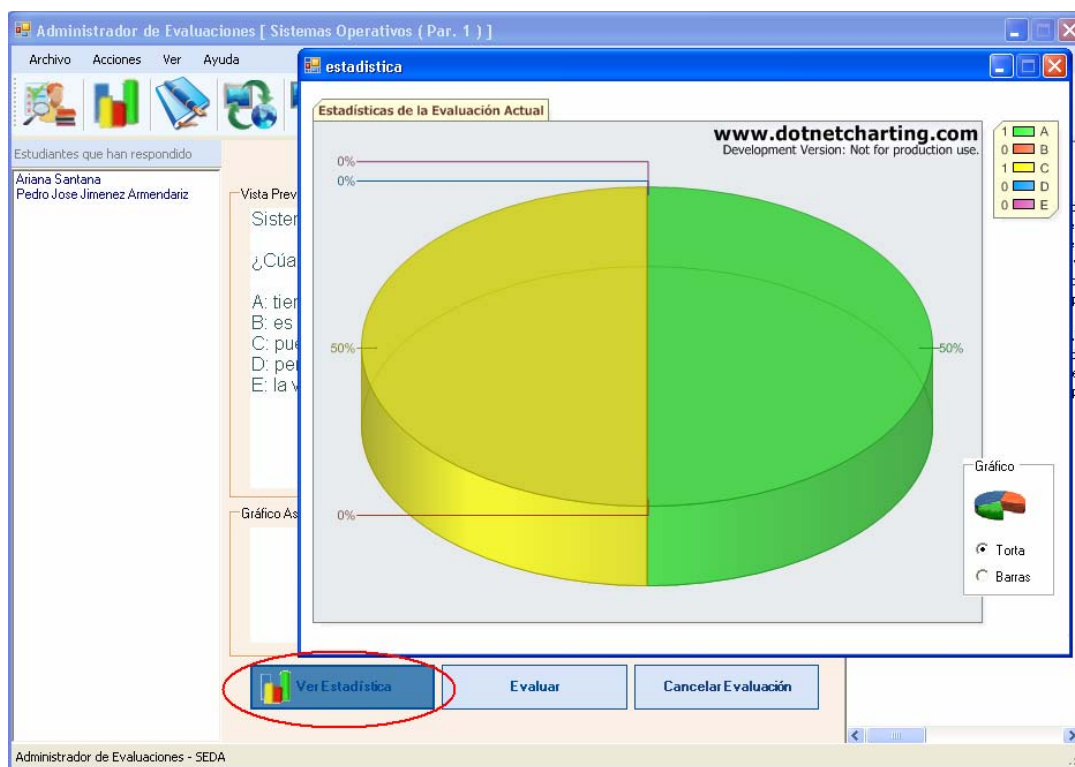 Administrador de Evaluaciones [ Sistemas Operativos ( Par. 1 ) ]
Archivo Acciones Ver Ayuda
Estudiantes que han respondido
Ariana Santana
Pedro Jose Jimenez Armendariz
Vista Prev
Sister
¿Cúa
A: tier
B: es
C: pue
D: per
E: la v
Gráfico As
estadistica
Estadísticas de la Evaluación Actual
www.dotnetcharting.com
Development Version: Not for production use.
1 A
0 B
1 C
0 D
0 E
0%
0%
50%
50%
0%
Gráfico
Torta
Barras
Ver Estadística
Evaluar
Cancelar Evaluación
Administrador de Evaluaciones - SEDA